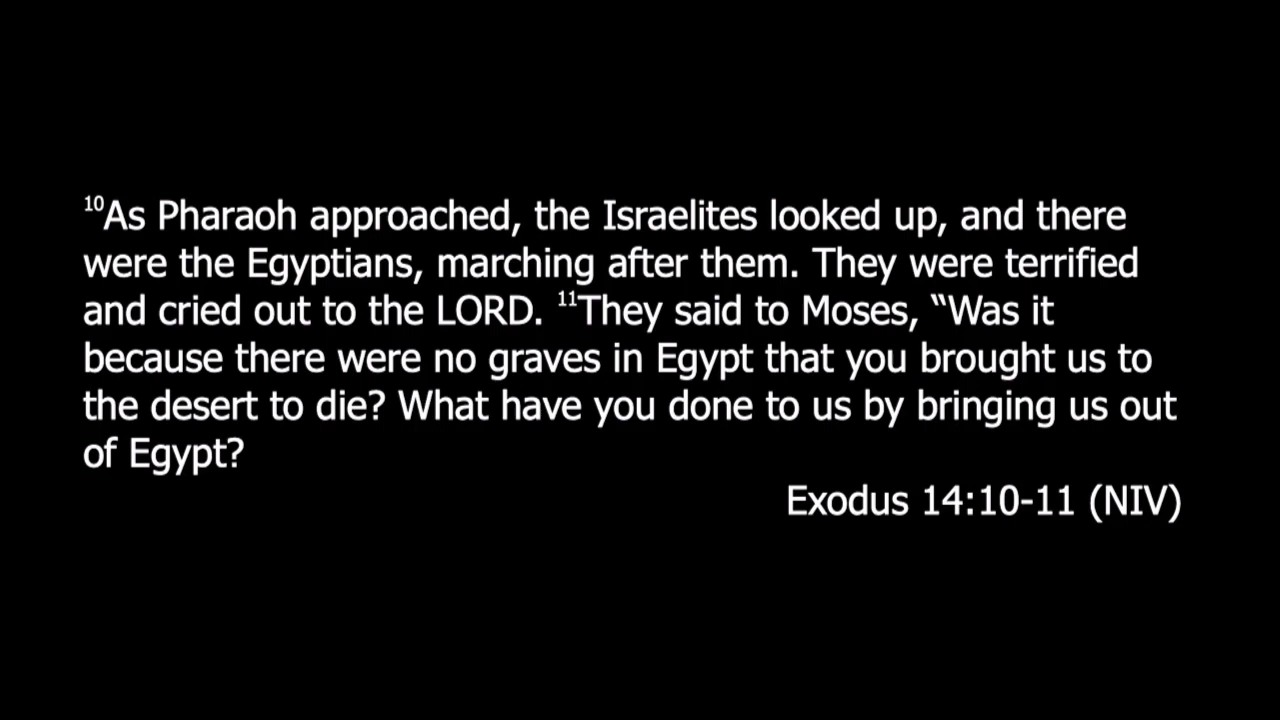 ¹⁰As Pharaoh approached, the Israelites looked up, and there
were the Egyptians, marching after them. They were terrified
and cried out to the LORD. ¹¹They said to Moses, “Was it
because there were no graves in Egypt that you brought us to
the desert to die? What have you done to us by bringing us out
of Egypt?
Exodus 14:10-11 (NIV)